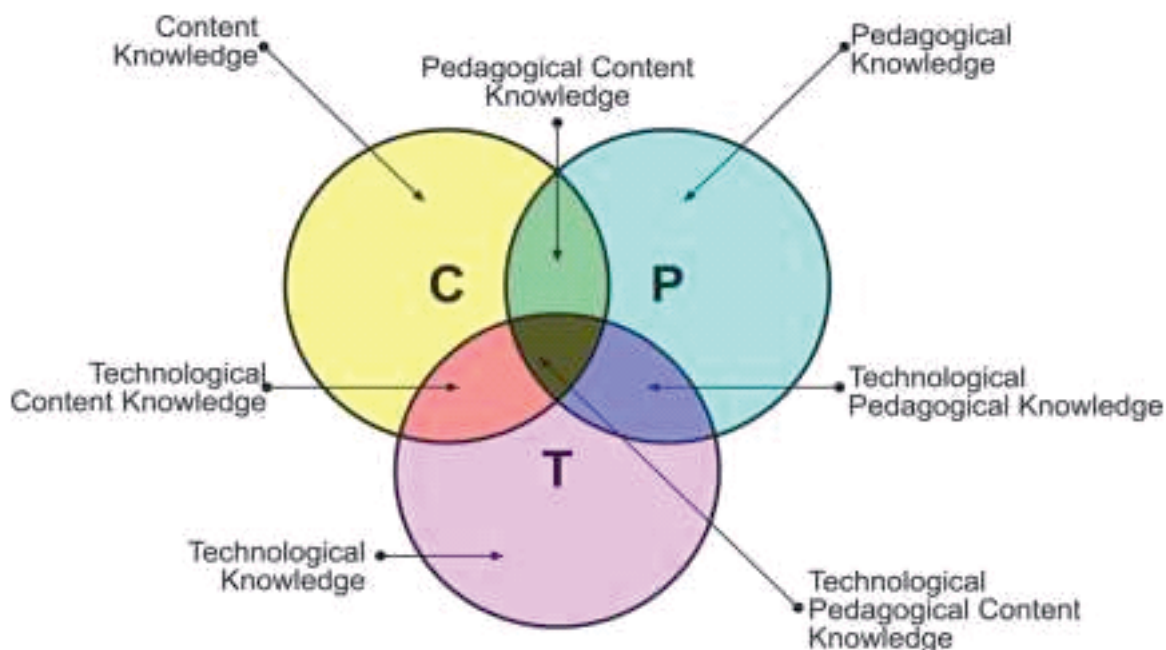 Content
Knowledge
Pedagogical Content
Knowledge
Pedagogical
Knowledge
C
P
Technological
Content Knowledge
Technological
Pedagogical Knowledge
T
Technological
Knowledge
Technological
Pedagogical Content
Knowledge